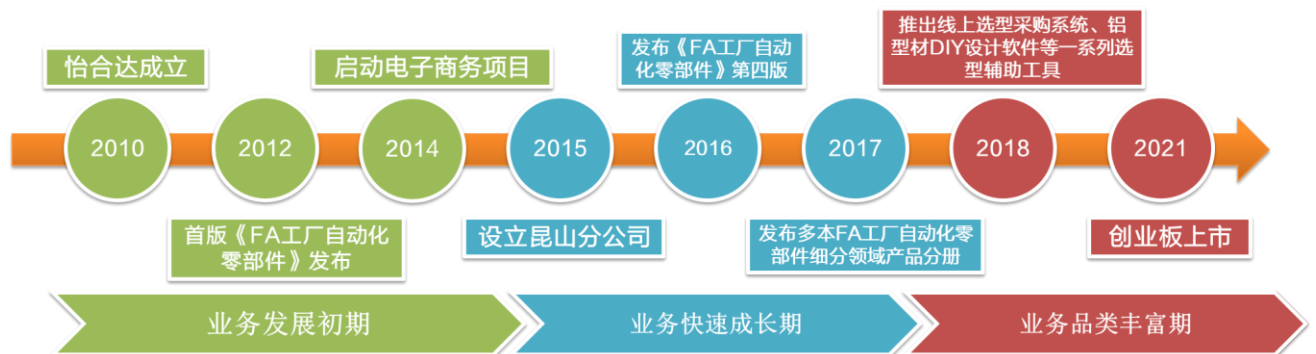 怡合达成立
启动电子商务项目
发布《FA工厂自动
化零部件》第四版
推出线上选型采购系统、铝
型材DIY设计软件等一系列选
型辅助工具
2010
2012
2014
2015
2016
2017
2018
2021
首版《FA工厂自动化
零部件》发布
设立昆山分公司
发布多本FA工厂自动化零
部件细分领域产品分册
创业板上市
业务发展初期
业务快速成长期
业务品类丰富期